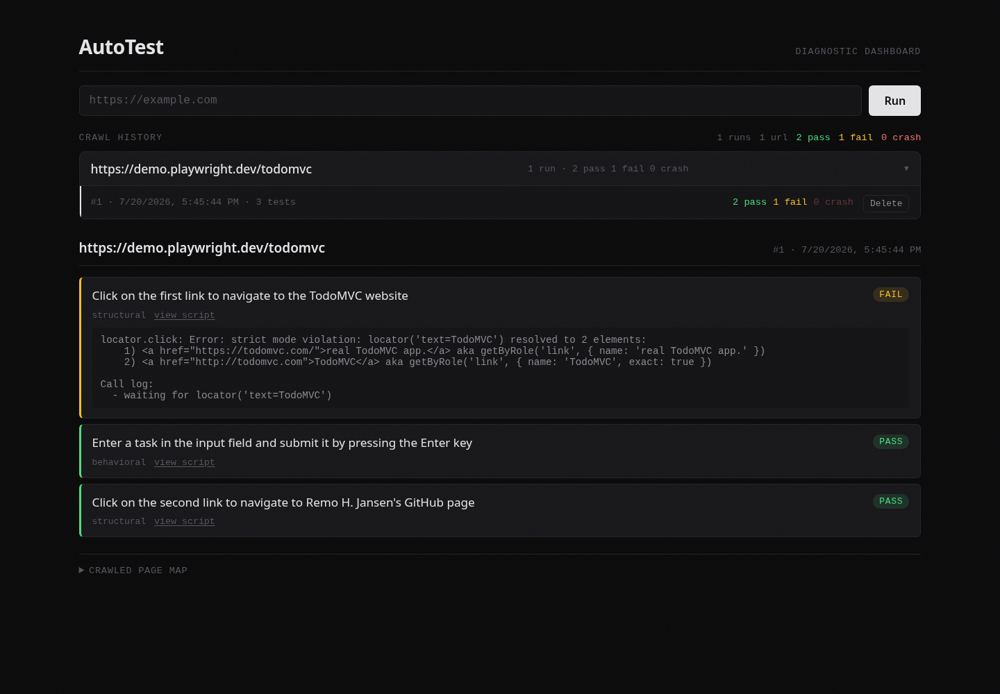 AutoTest
DIAGNOSTIC DASHBOARD
https://example.com
Run
CRAWL HISTORY
1 runs 1 url 2 pass 1 fail 0 crash
https://demo.playwright.dev/todomvc
1 run · 2 pass 1 fail 0 crash
▼
#1 · 7/20/2026, 5:45:44 PM · 3 tests
2 pass 1 fail 0 crash
Delete
https://demo.playwright.dev/todomvc
#1 · 7/20/2026, 5:45:44 PM
Click on the first link to navigate to the TodoMVC website
FAIL
structural view script
locator.click: Error: strict mode violation: locator('text=TodoMVC') resolved to 2 elements:
    1) <a href="https://todomvc.com/">real TodoMVC app.</a> aka getByRole('link', { name: 'real TodoMVC app.' })
    2) <a href="http://todomvc.com">TodoMVC</a> aka getByRole('link', { name: 'TodoMVC', exact: true })
Call log:
  - waiting for locator('text=TodoMVC')
Enter a task in the input field and submit it by pressing the Enter key
PASS
behavioral view script
Click on the second link to navigate to Remo H. Jansen's GitHub page
PASS
structural view script
▶ CRAWLED PAGE MAP